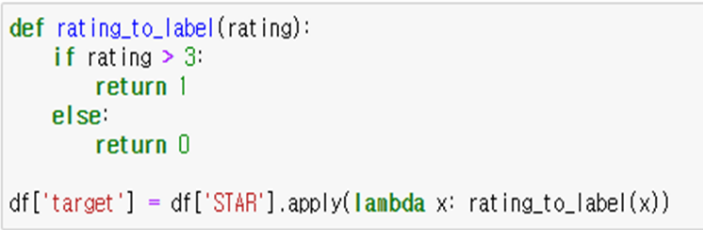 def rating_to_label(rating):
    if rating > 3:
        return 1
    else:
        return 0
df['target'] = df['STAR'].apply(lambda x: rating_to_label(x))